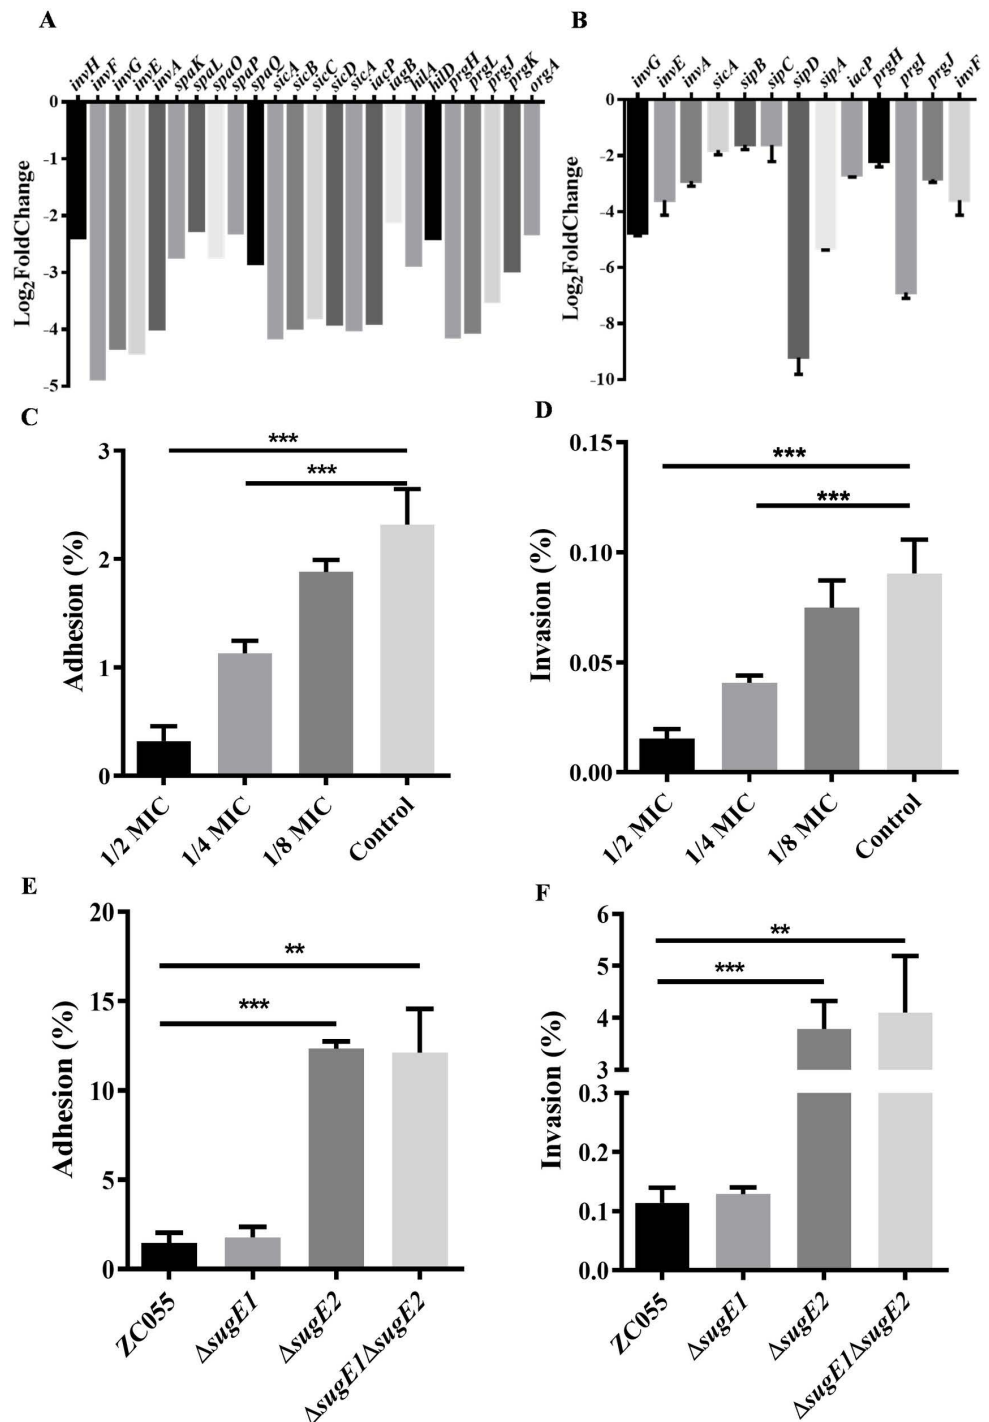 A
invH invF invG invE invA spaK spaL spaO spaP spaQ sicA sicB sicC sicD sicA iacP iagB hilA hilD prgH prgL prgJ prgK orgA
Log2FoldChange
0
-1
-2
-3
-4
-5
B
invG invE invA sicA sipB sipC sipD sipA iacP prgH prgI prgJ invF
Log2FoldChange
0
-2
-4
-6
-8
-10
C
Adhesion (%)
3
2
1
0
***
***
1/2 MIC
1/4 MIC
1/8 MIC
Control
D
Invasion (%)
0.15
0.10
0.05
0.00
***
***
1/2 MIC
1/4 MIC
1/8 MIC
Control
E
Adhesion (%)
20
15
10
5
0
**
***
ZC055
ΔsugE1
ΔsugE2
ΔsugE1ΔsugE2
F
Invasion (%)
6
5
4
3
0.3
0.2
0.1
0.0
**
***
ZC055
ΔsugE1
ΔsugE2
ΔsugE1ΔsugE2